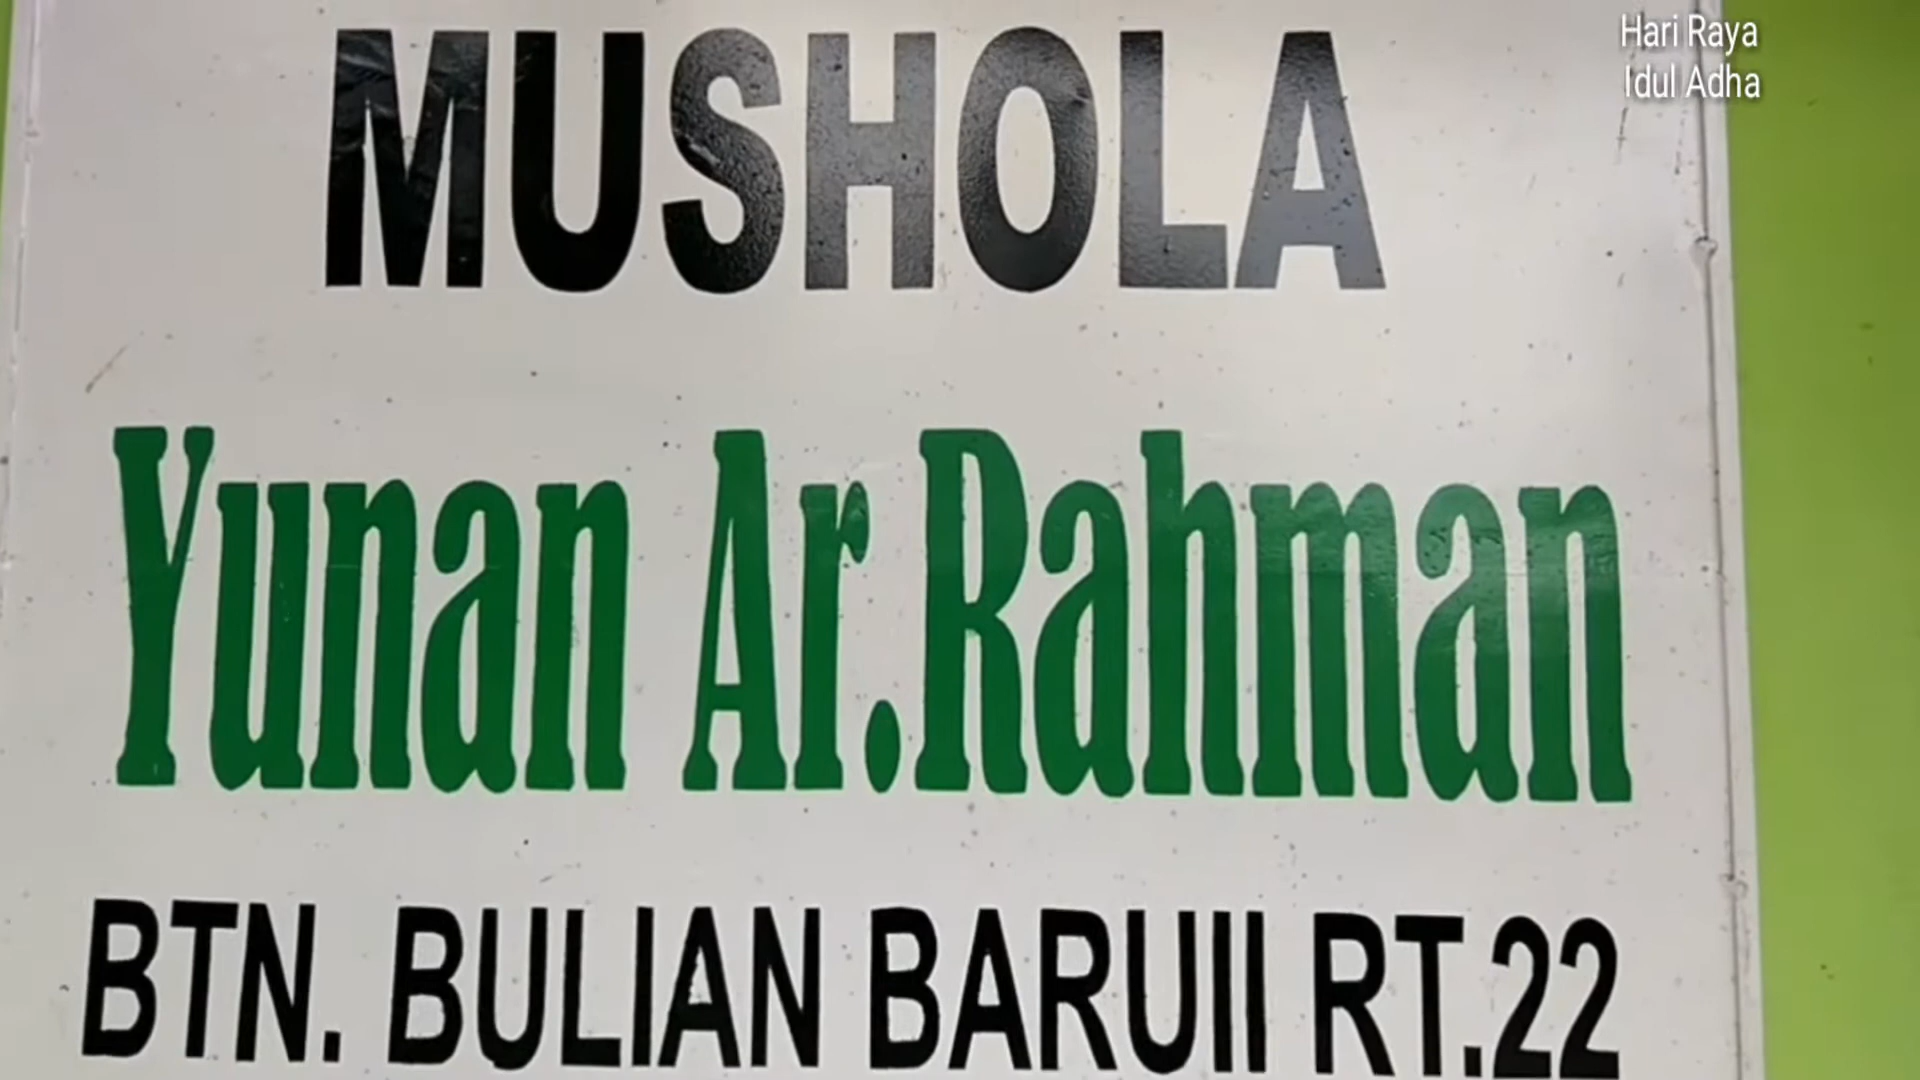 Hari Raya
Idul Adha
MUSHOLA
Yunan Ar.Rahman
BTN. BULIAN BARUII RT.22